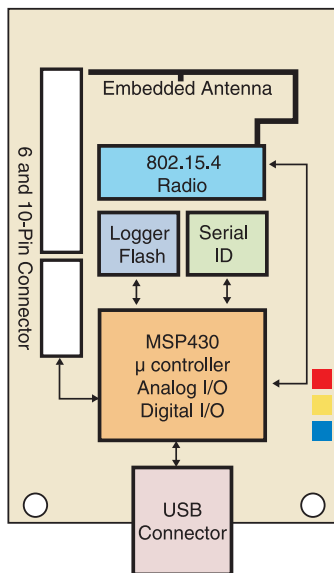 Embedded Antenna
6 and 10-Pin Connector
802.15.4
Radio
Logger
Flash
Serial
ID
MSP430
µ controller
Analog I/O
Digital I/O
USB
Connector